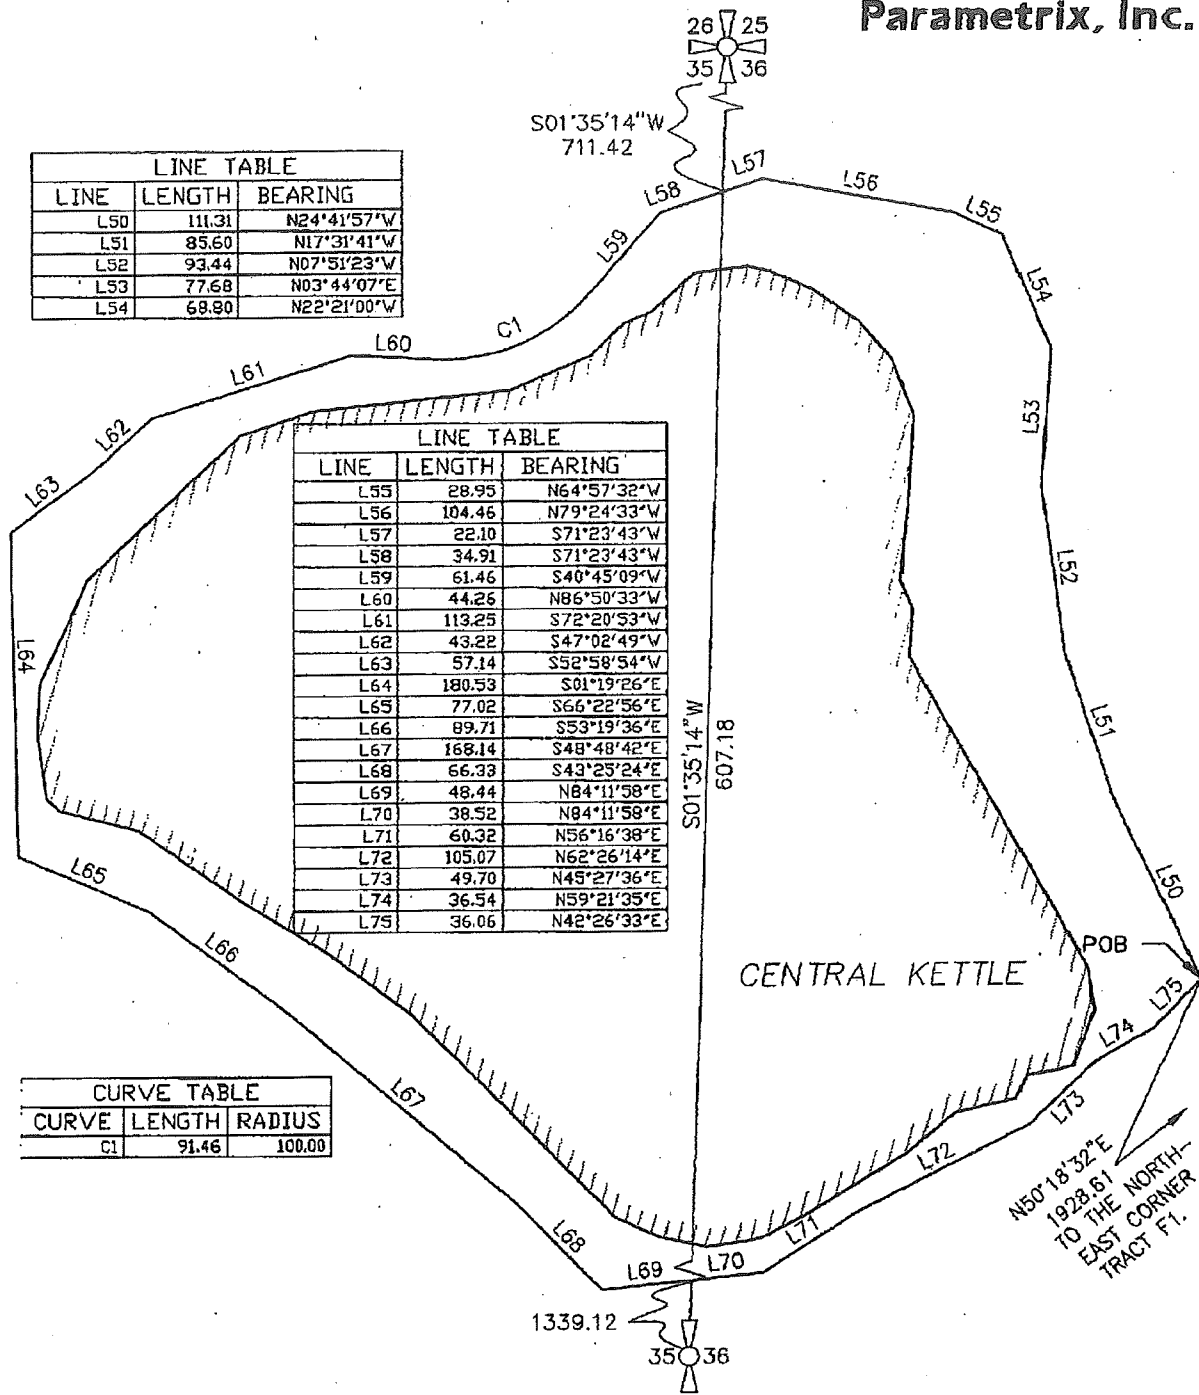 Parametrix, Inc.
26 25
35 36
S01°35'14"W
711.42
LINE TABLE
LINE LENGTH BEARING
L50 111.31 N24°41'57"W
L51 85.60 N17°31'41"W
L52 93.44 N07°51'23"W
L53 77.68 N03°44'07"E
L54 68.80 N22°21'00"W
L57
L56
L55
L58
L59
L54
C1
L60
L61
L53
L62
L63
LINE TABLE
LINE LENGTH BEARING
L55 28.95 N64°57'32"W
L56 104.46 N79°24'33"W
L57 22.10 S71°23'43"W
L58 34.91 S71°23'43"W
L59 61.46 S40°45'09"W
L60 44.26 N86°50'33"W
L61 113.25 S72°20'53"W
L62 43.22 S47°02'49"W
L63 57.14 S52°58'54"W
L64 180.53 S01°19'26"E
L65 77.02 S66°22'56"E
L66 89.71 S53°19'36"E
L67 168.14 S48°48'42"E
L68 66.33 S43°25'24"E
L69 48.44 N84°11'58"E
L70 38.52 N84°11'58"E
L71 60.32 N56°16'38"E
L72 105.07 N62°26'14"E
L73 49.70 N45°27'36"E
L74 36.54 N59°21'35"E
L75 36.06 N42°26'33"E
L52
L64
L51
S01°35'14"W
607.18
L65
L50
L66
POB
CENTRAL KETTLE
L75
L74
L67
L73
CURVE TABLE
CURVE LENGTH RADIUS
C1 91.46 100.00
L72
N50°18'32"E
1928.61
TO THE NORTH-
EAST CORNER
TRACT F1.
L71
L68
L69
L70
1339.12
35 36